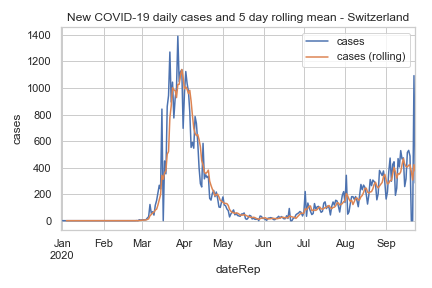 New COVID-19 daily cases and 5 day rolling mean - Switzerland
1400
1200
1000
800
600
400
200
0
cases
cases
cases (rolling)
Jan Feb Mar Apr May Jun Jul Aug Sep
2020
dateRep